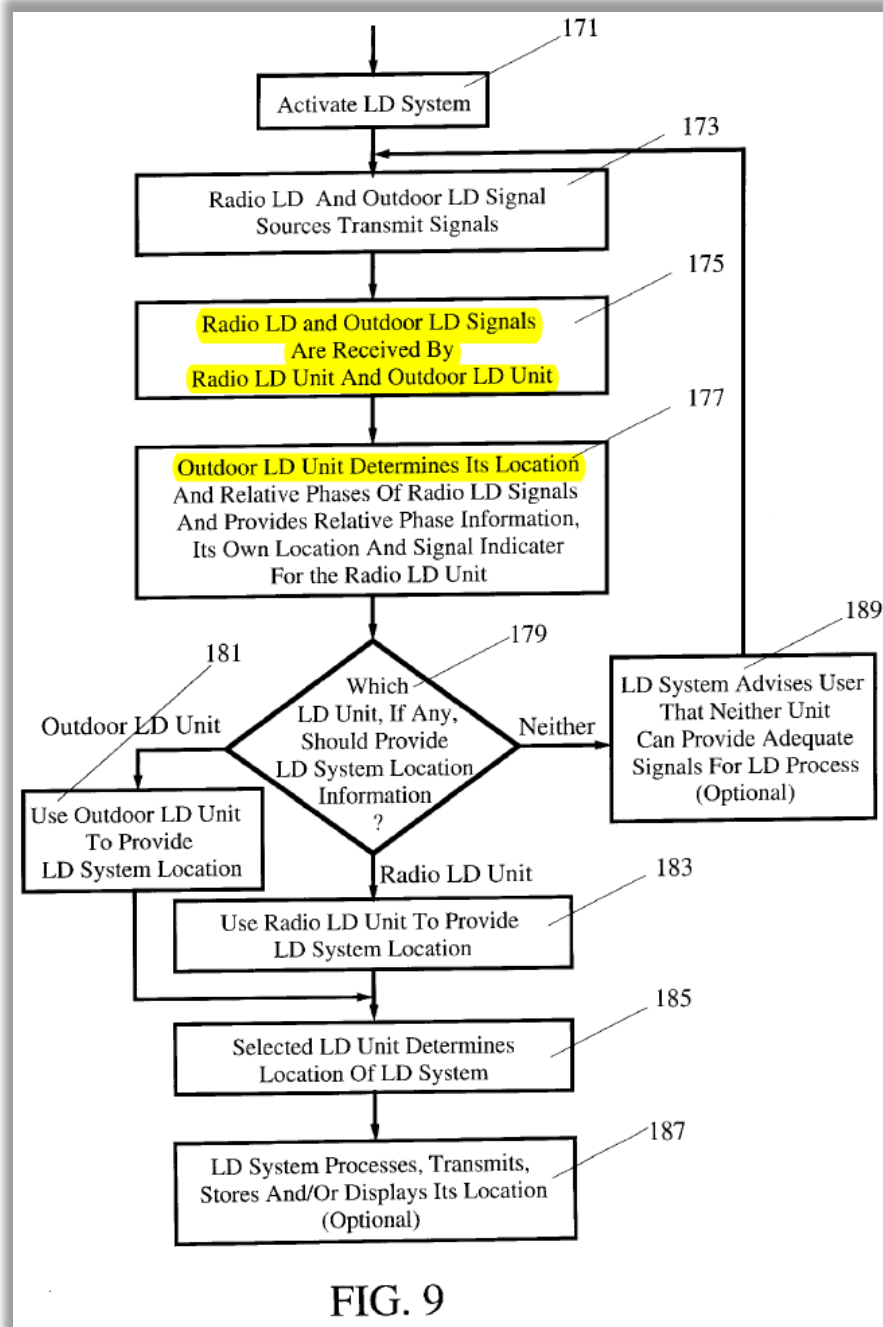 171
Activate LD System
173
Radio LD And Outdoor LD Signal
Sources Transmit Signals
175
Radio LD and Outdoor LD Signals
Are Received By
Radio LD Unit And Outdoor LD Unit
177
Outdoor LD Unit Determines Its Location
And Relative Phases Of Radio LD Signals
And Provides Relative Phase Information,
Its Own Location And Signal Indicater
For the Radio LD Unit
179
Which
LD Unit, If Any,
Should Provide
LD System Location
Information
?
Outdoor LD Unit
Neither
Radio LD Unit
181
Use Outdoor LD Unit
To Provide
LD System Location
189
LD System Advises User
That Neither Unit
Can Provide Adequate
Signals For LD Process
(Optional)
183
Use Radio LD Unit To Provide
LD System Location
185
Selected LD Unit Determines
Location Of LD System
187
LD System Processes, Transmits,
Stores And/Or Displays Its Location
(Optional)
FIG. 9